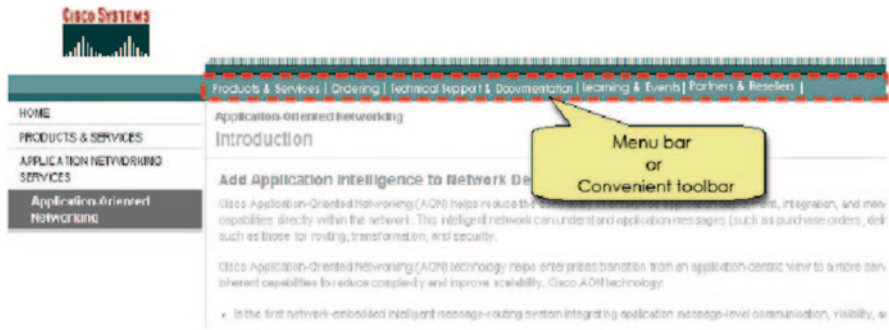 CISCO SYSTEMS
Products & Services | Ordering | Technical Support & Documentation | Learning & Events | Partners & Resellers |
HOME
PRODUCTS & SERVICES
APPLICATION NETWORKING
SERVICES
Application-Oriented
Networking
Application-Oriented Networking
Introduction
Menu bar
or
Convenient toolbar
Add Application Intelligence to Network De
Cisco Application-Oriented Networking (AON) helps reduce the integration, and
capabilities directly within the network. This intelligent network can understand application messages (such as purchase orders,
such as those for routing, transformation, and security.
Cisco Application-Oriented Networking (AON) technology helps enterprises transition from an application-centric view to a more
inherent capabilities to reduce complexity and improve scalability. Cisco AON technology:
• Is the first network-embedded intelligent message-routing system integrating application message-level communication, visibility,